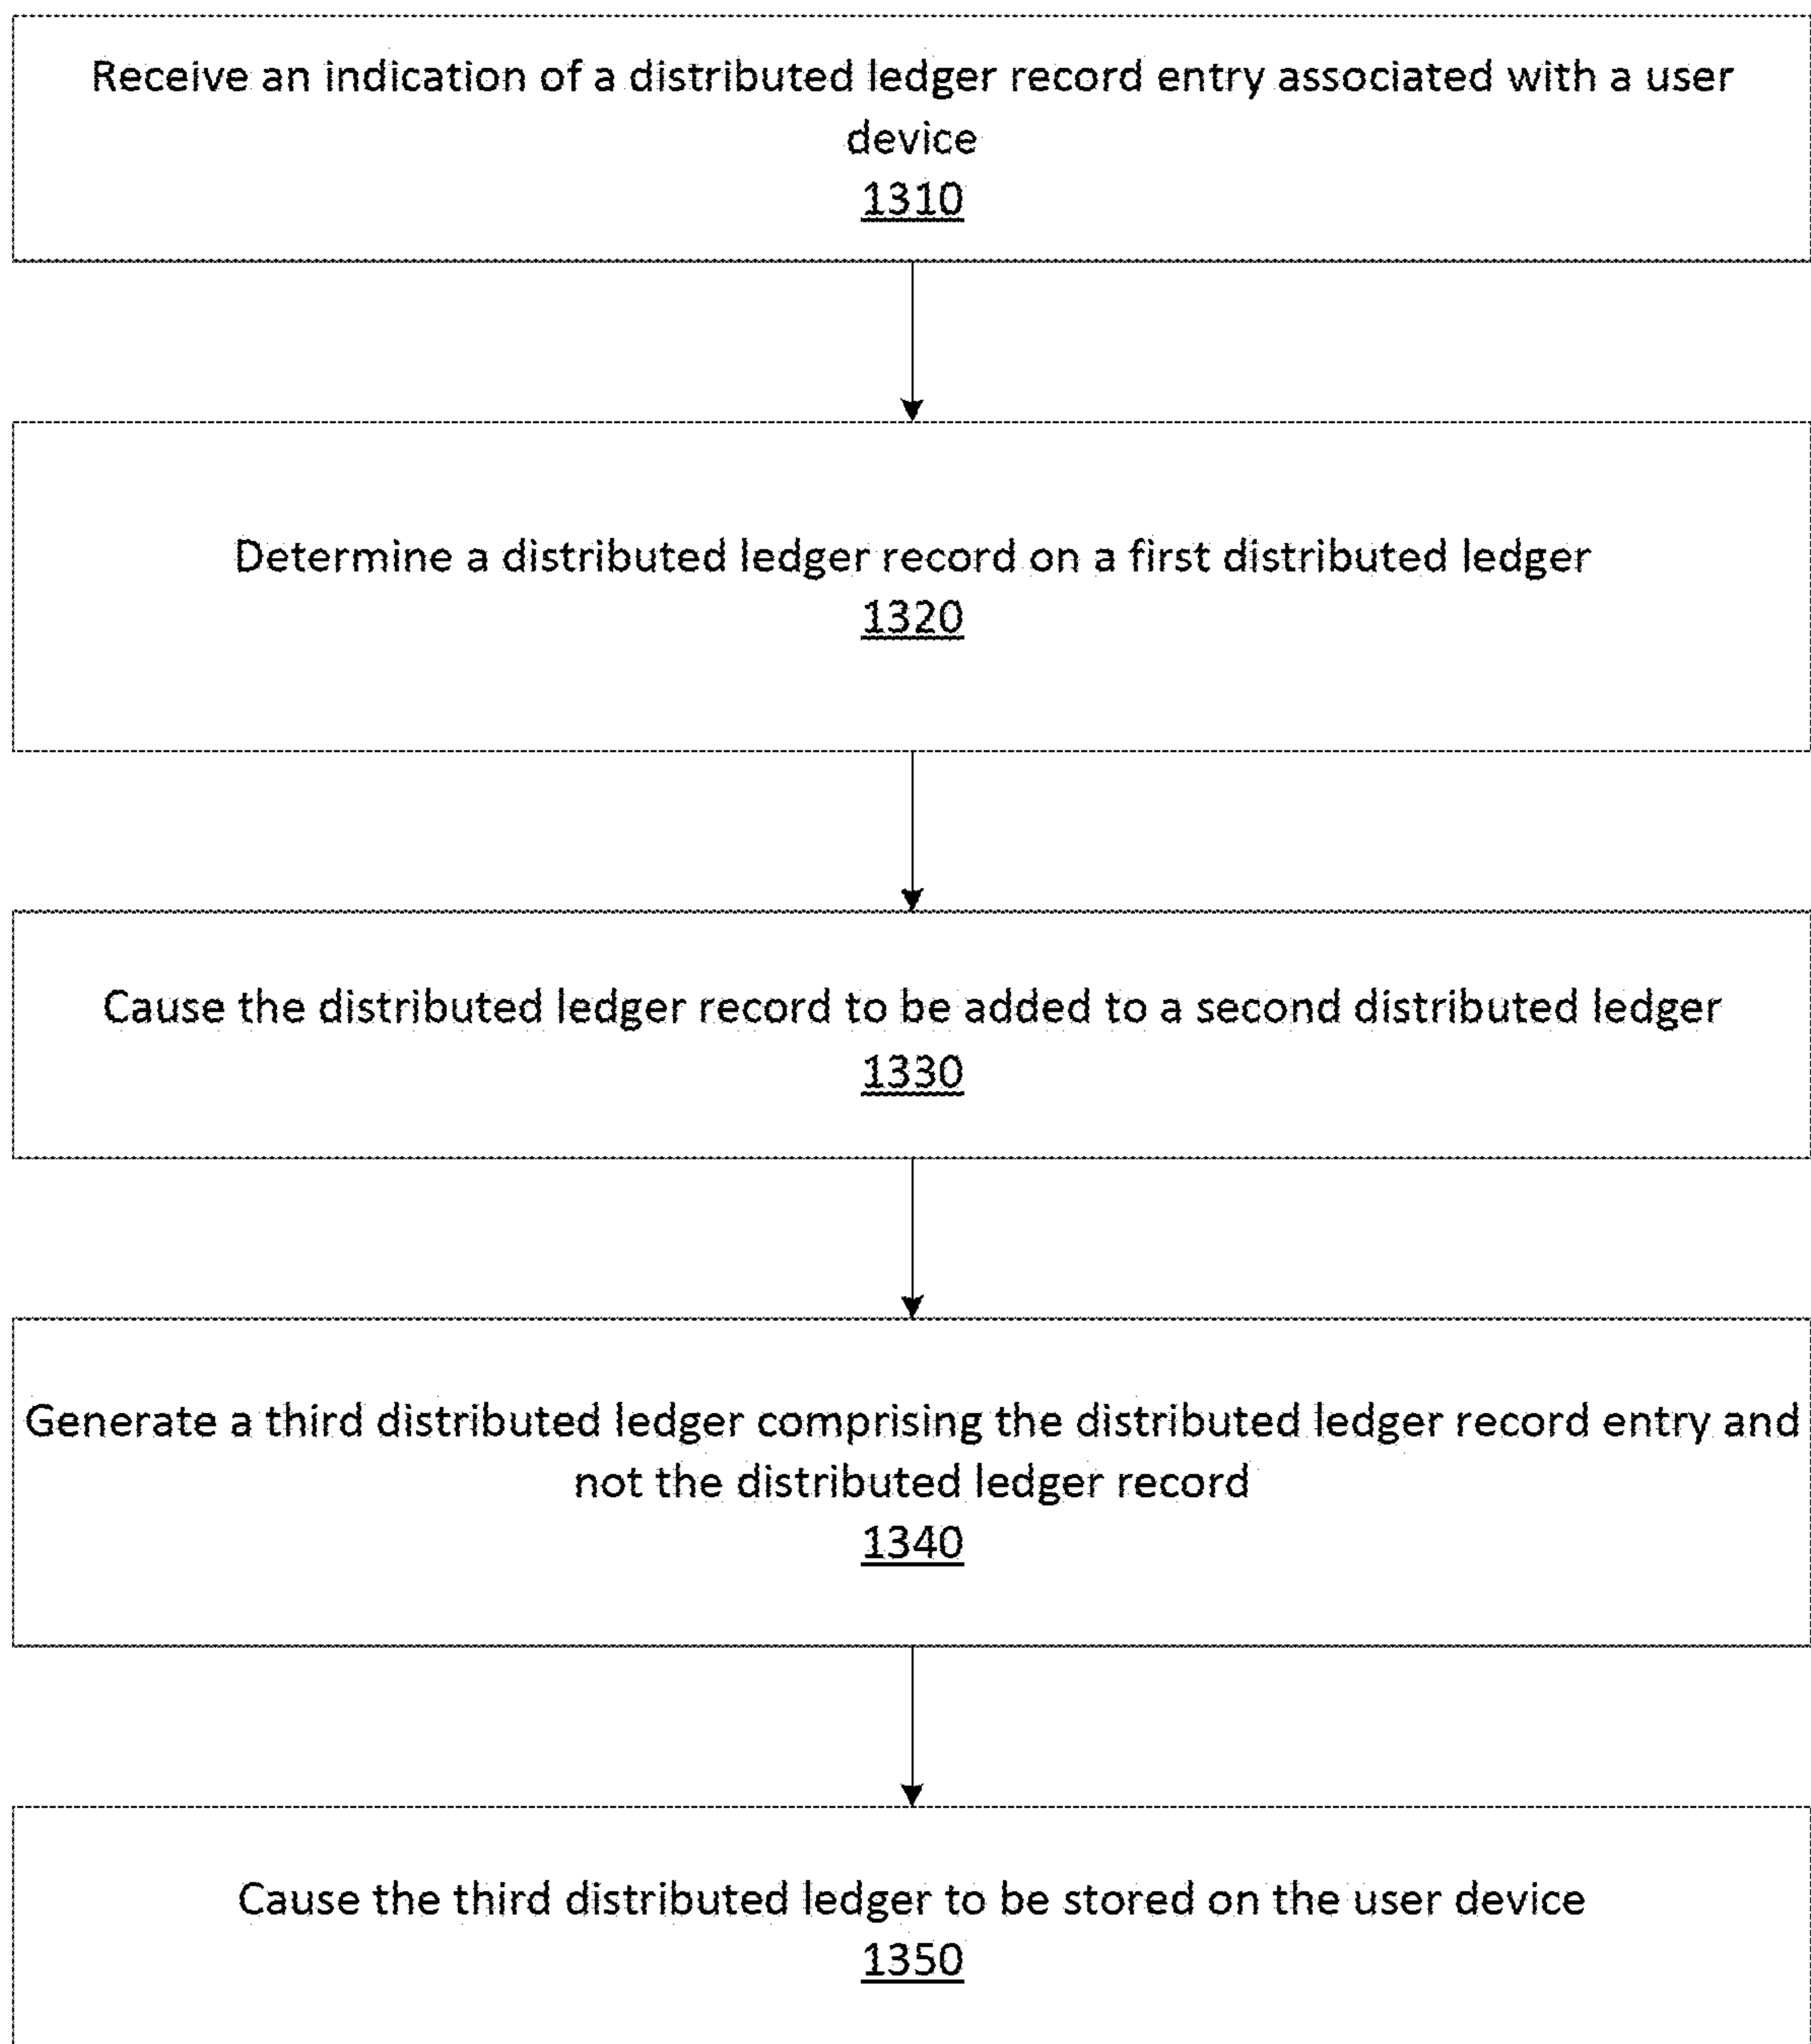 Receive an indication of a distributed ledger record entry associated with a user
device
1310
Determine a distributed ledger record on a first distributed ledger
1320
Cause the distributed ledger record to be added to a second distributed ledger
1330
Generate a third distributed ledger comprising the distributed ledger record entry and
not the distributed ledger record
1340
Cause the third distributed ledger to be stored on the user device
1350